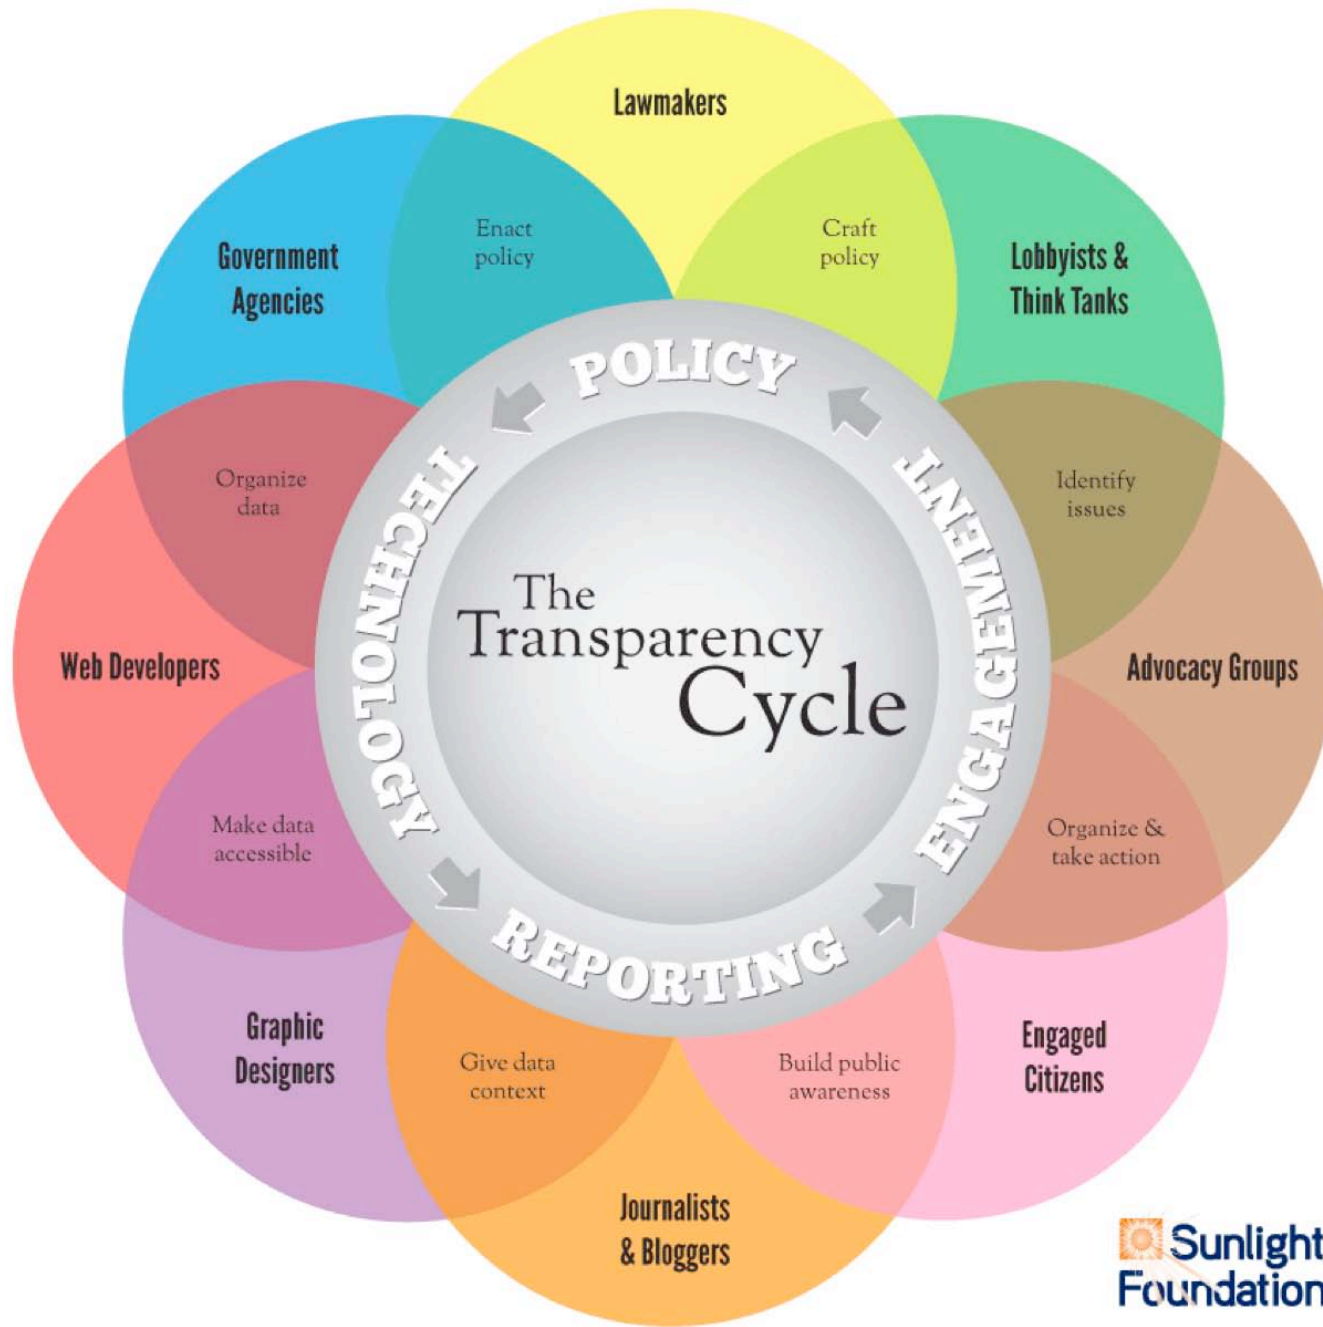 Lawmakers
Enact
policy
Craft
policy
Government
Agencies
Lobbyists &
Think Tanks
POLICY
TECHNOLOGY
REPORTING
ENGAGEMENT
Organize
data
Identify
issues
The
Transparency
Cycle
Web Developers
Advocacy Groups
Make data
accessible
Organize &
take action
Graphic
Designers
Give data
context
Build public
awareness
Engaged
Citizens
Journalists
& Bloggers
Sunlight
Foundation